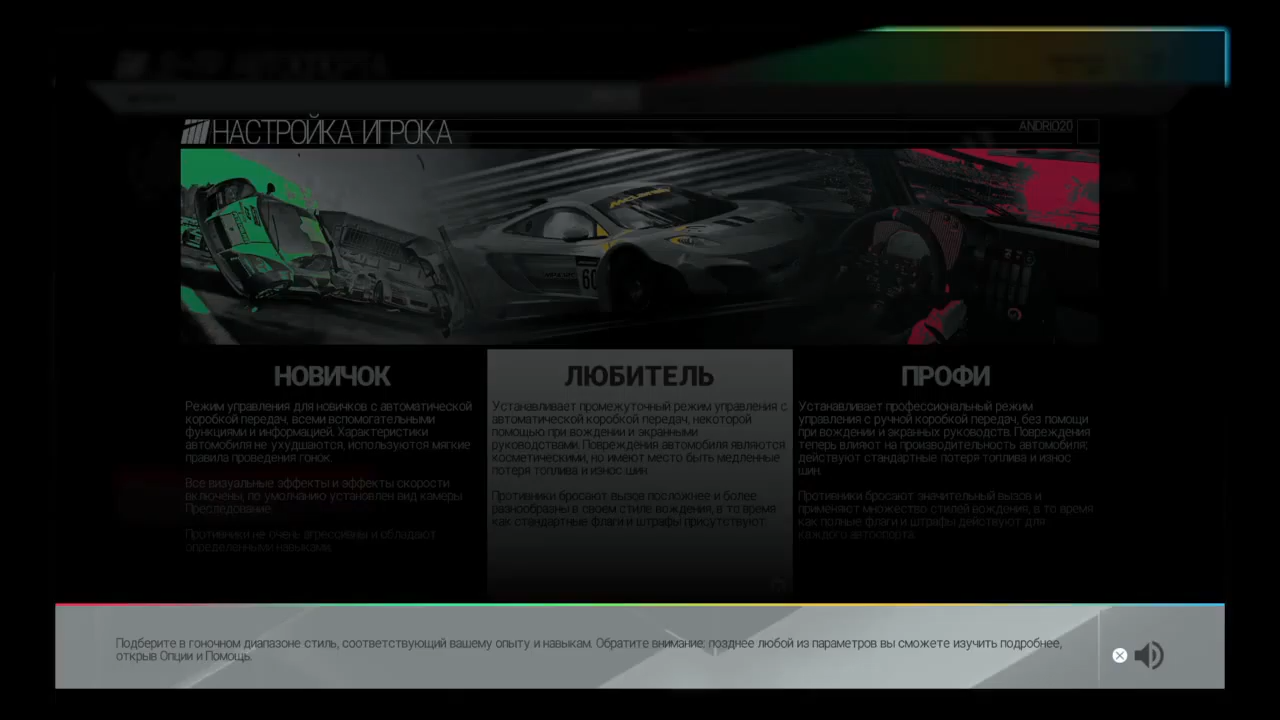 НАСТРОЙКА ИГРОКА
ANDRIO20
McLaren
60
НОВИЧОК
Режим управления для новичков с автоматической
коробкой передач, всеми вспомогательными
функциями и информацией. Характеристики
автомобиля не ухудшаются, используются мягкие
правила проведения гонок.
Все визуальные эффекты и эффекты скорости
включены, по умолчанию установлен вид камеры
Преследование.
Противники не очень агрессивны и обладают
определенными навыками.
ЛЮБИТЕЛЬ
Устанавливает промежуточный режим управления с
автоматической коробкой передач, некоторой
помощью при вождении и экранными
руководствами. Повреждения автомобиля являются
косметическими, но имеют место быть медленные
потеря топлива и износ шин.
Противники бросают вызов посложнее и более
разнообразны в своем стиле вождения, в то время
как стандартные флаги и штрафы присутствуют.
ПРОФИ
Устанавливает профессиональный режим
управления с ручной коробкой передач, без помощи
при вождении и экранных руководств. Повреждения
теперь влияют на производительность автомобиля;
действуют стандартные потеря топлива и износ
шин.
Противники бросают значительный вызов и
применяют множество стилей вождения, в то время
как полные флаги и штрафы действуют для
каждого автоспорта.
Подберите в гоночном диапазоне стиль, соответствующий вашему опыту и навыкам. Обратите внимание: позднее любой из параметров вы сможете изучить подробнее,
открыв Опции и Помощь.